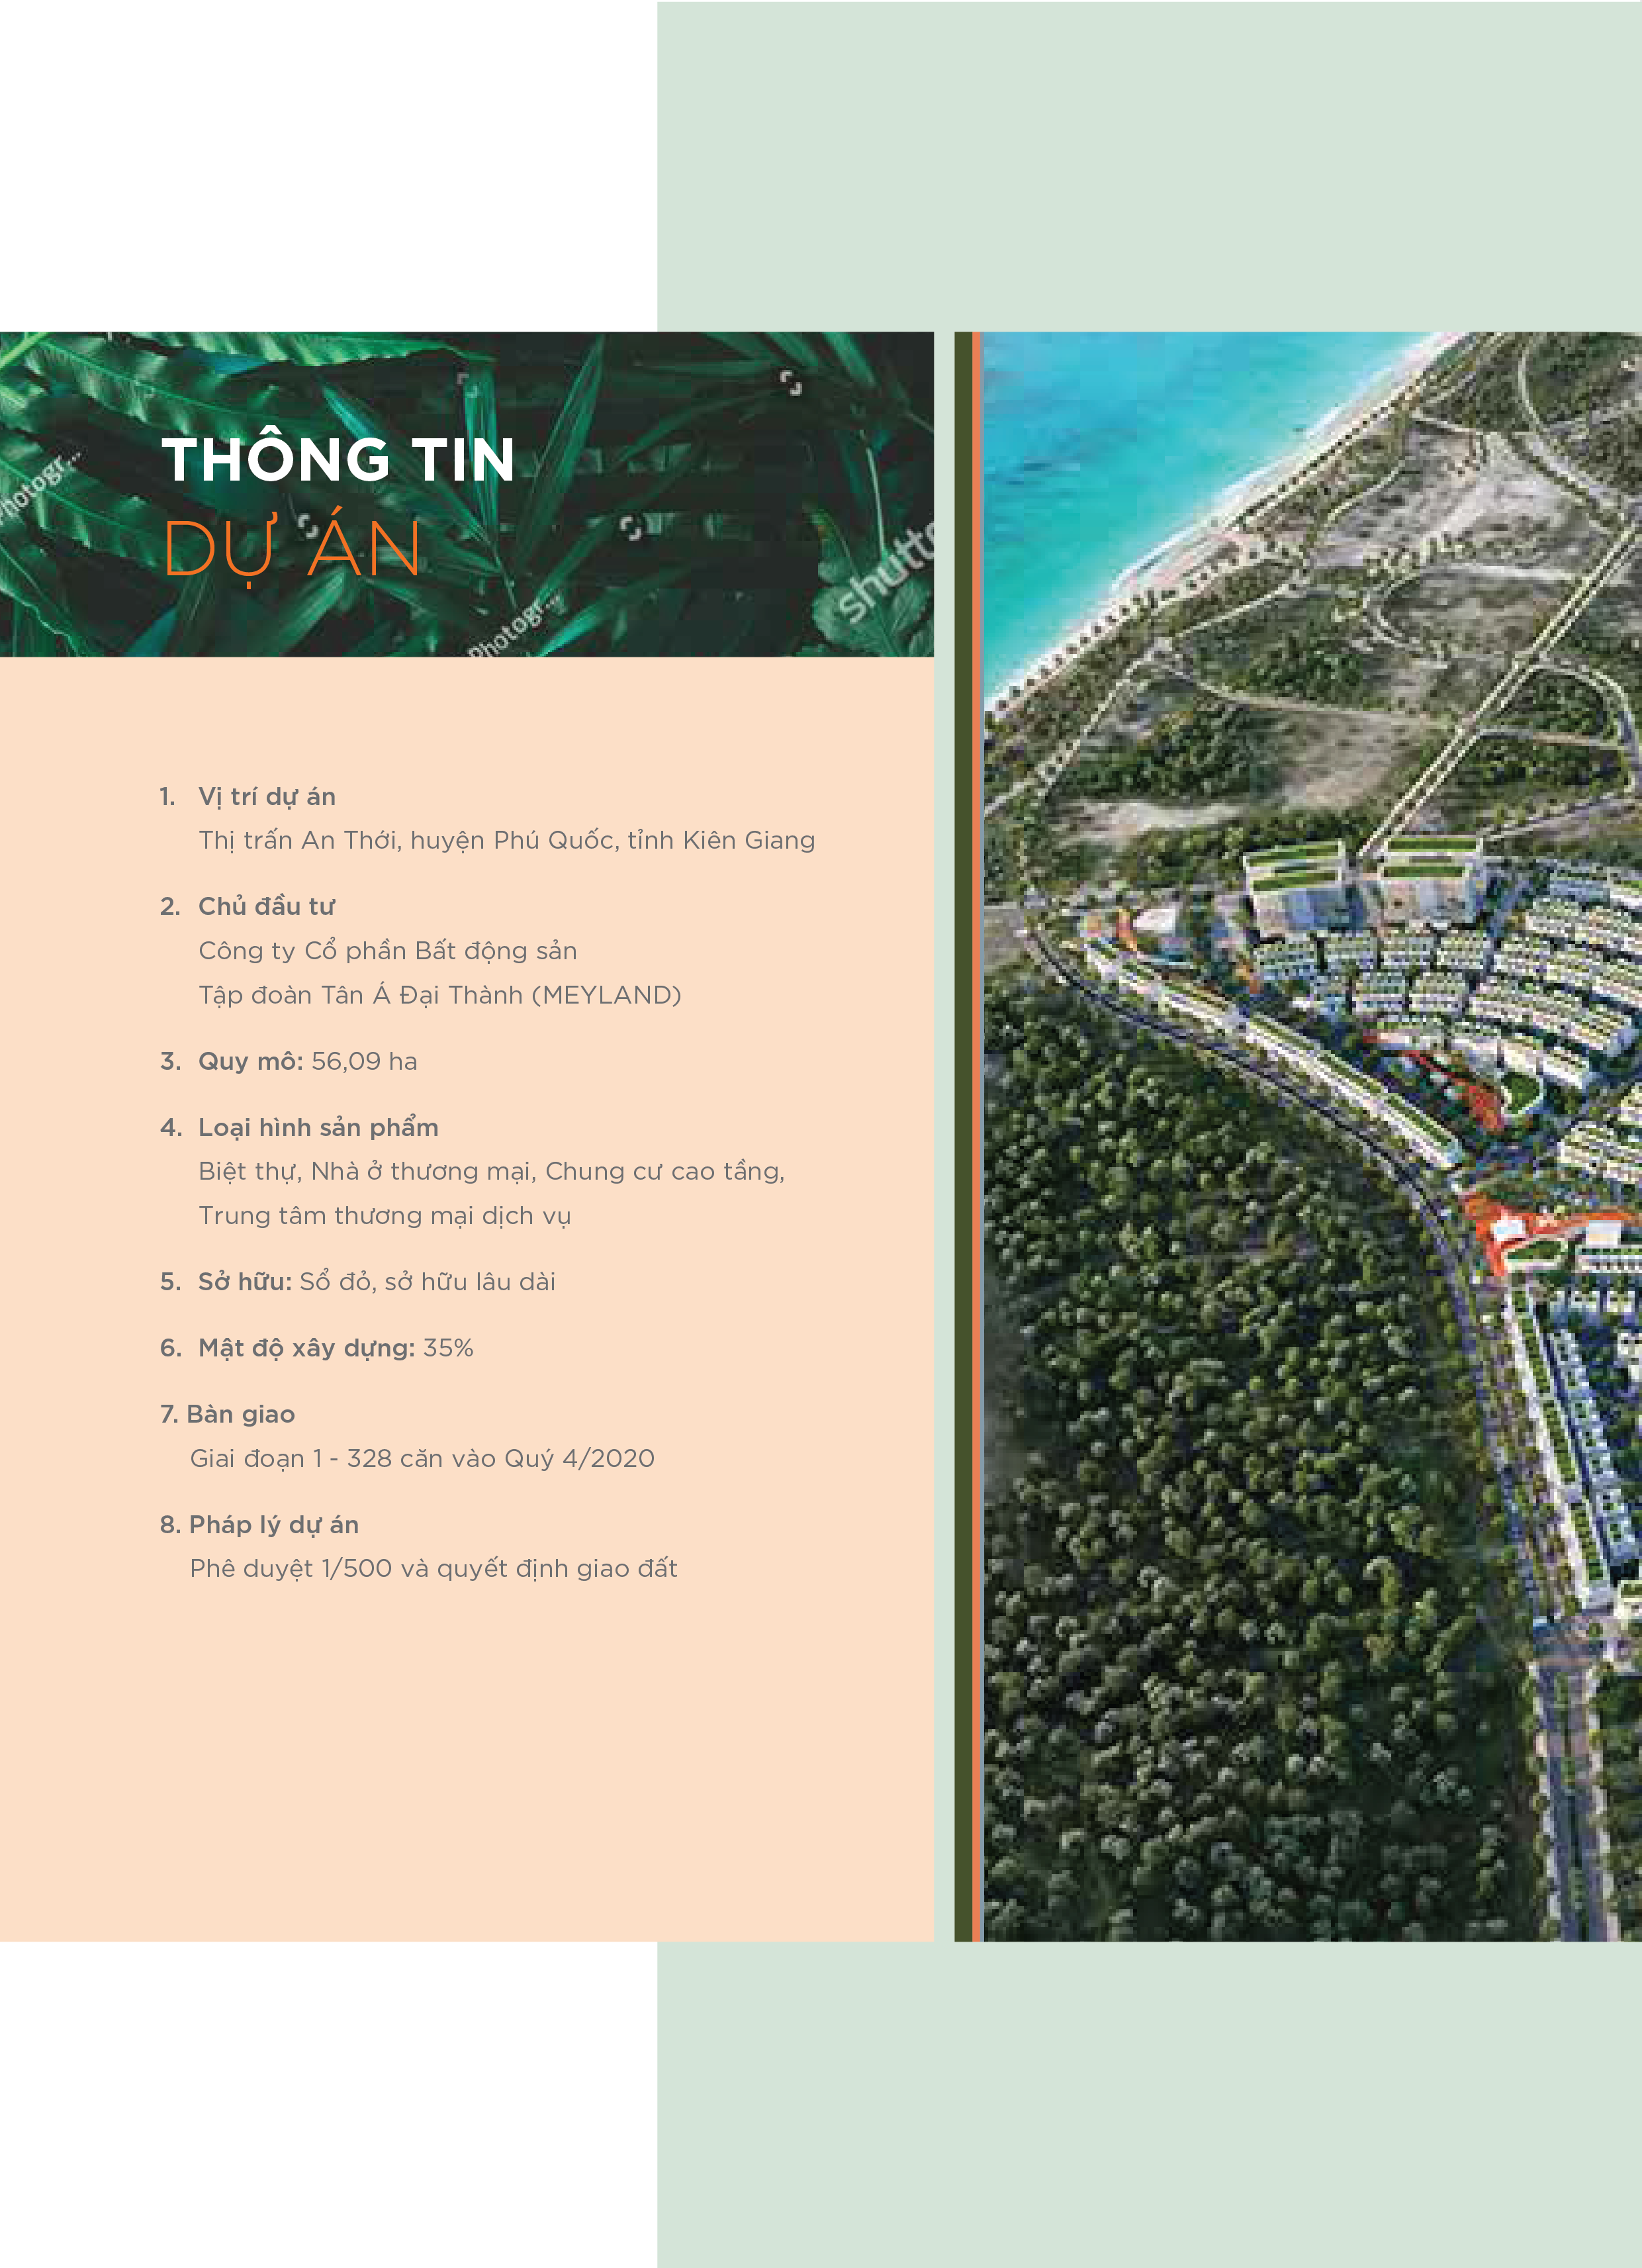 THÔNG TIN
DỰ ÁN
1. Vị trí dự án
Thị trấn An Thới, huyện Phú Quốc, tỉnh Kiên Giang
2. Chủ đầu tư
Công ty Cổ phần Bất động sản
Tập đoàn Tân Á Đại Thành (MEYLAND)
3. Quy mô: 56,09 ha
4. Loại hình sản phẩm
Biệt thự, Nhà ở thương mại, Chung cư cao tầng,
Trung tâm thương mại dịch vụ
5. Sở hữu: Sổ đỏ, sở hữu lâu dài
6. Mật độ xây dựng: 35%
7. Bàn giao
Giai đoạn 1 - 328 căn vào Quý 4/2020
8. Pháp lý dự án
Phê duyệt 1/500 và quyết định giao đất